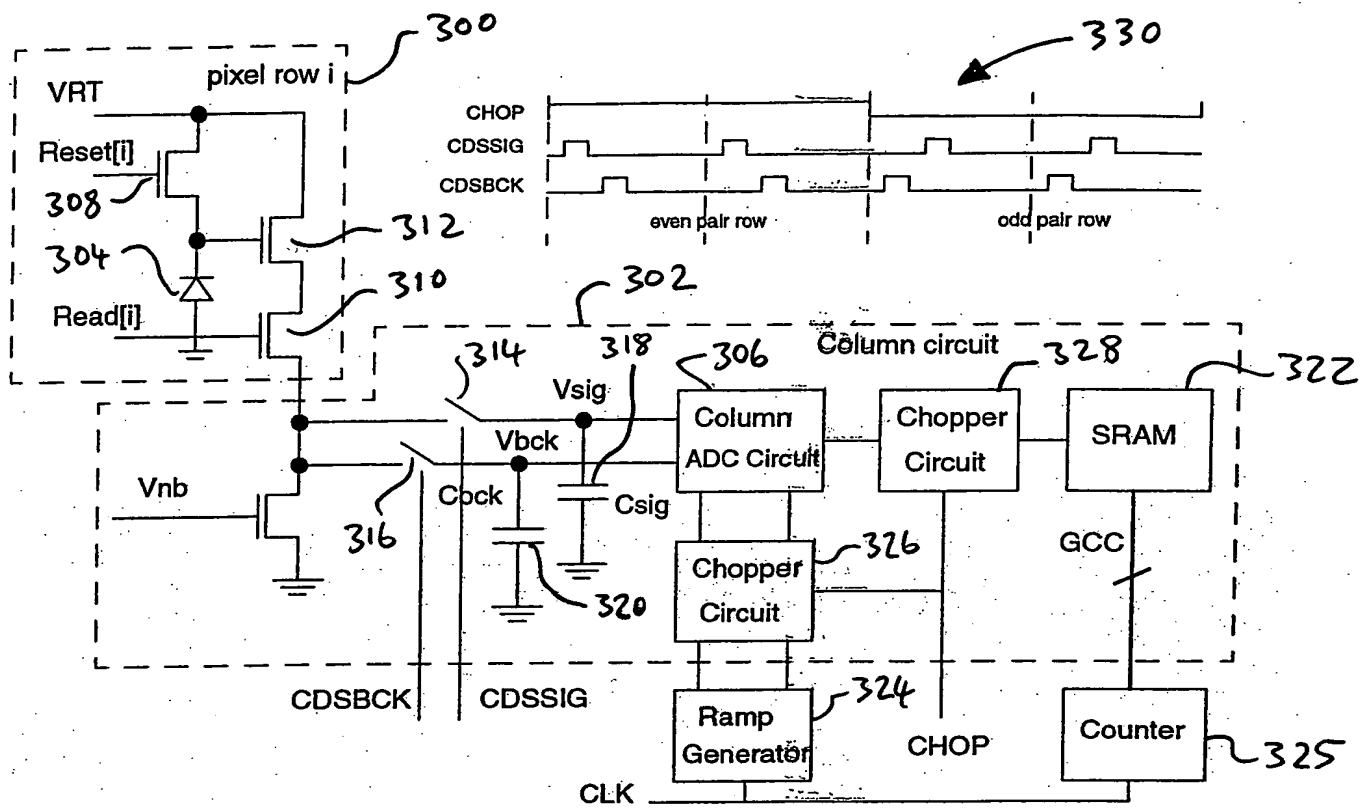 300
330
pixel row i
VRT
Reset[i]
308
312
304
310
Read[i]
CHOP
CDSSIG
CDSBCK
even pair row
odd pair row
302
Column circuit
314
318
306
328
322
Vsig
Vbck
Column
ADC Circuit
Chopper
Circuit
SRAM
Vnb
316
Cbck
Csig
320
326
Chopper
Circuit
GCC
CDSBCK
CDSSIG
324
Ramp
Generator
CHOP
Counter
325
CLK